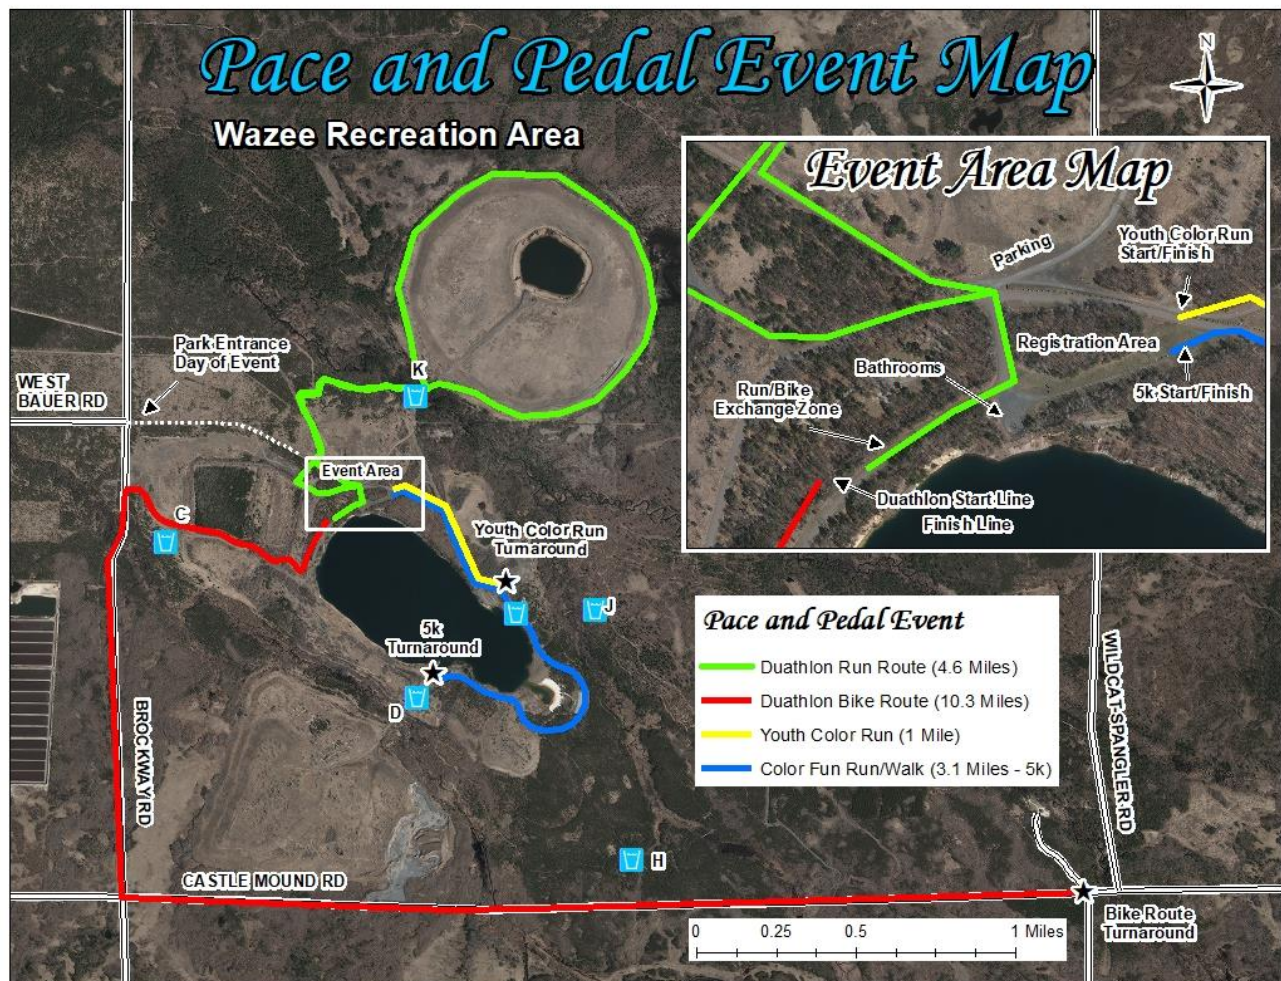 Pace and Pedal Event Map
Wazee Recreation Area
N
Event Area Map
Parking
Youth Color Run
Start/Finish
Registration Area
Bathrooms
5k Start/Finish
Run/Bike
Exchange Zone
Duathlon Start Line
Finish Line
Park Entrance
Day of Event
K
WEST
BAUER RD
Event Area
C
Youth Color Run
Turnaround
J
5k
Turnaround
D
Pace and Pedal Event
Duathlon Run Route (4.6 Miles)
Duathlon Bike Route (10.3 Miles)
Youth Color Run (1 Mile)
Color Fun Run/Walk (3.1 Miles - 5k)
BROCKWAY RD
WILDCAT-SPANGLER RD
H
CASTLE MOUND RD
Bike Route
Turnaround
0 0.25 0.5 1 Miles